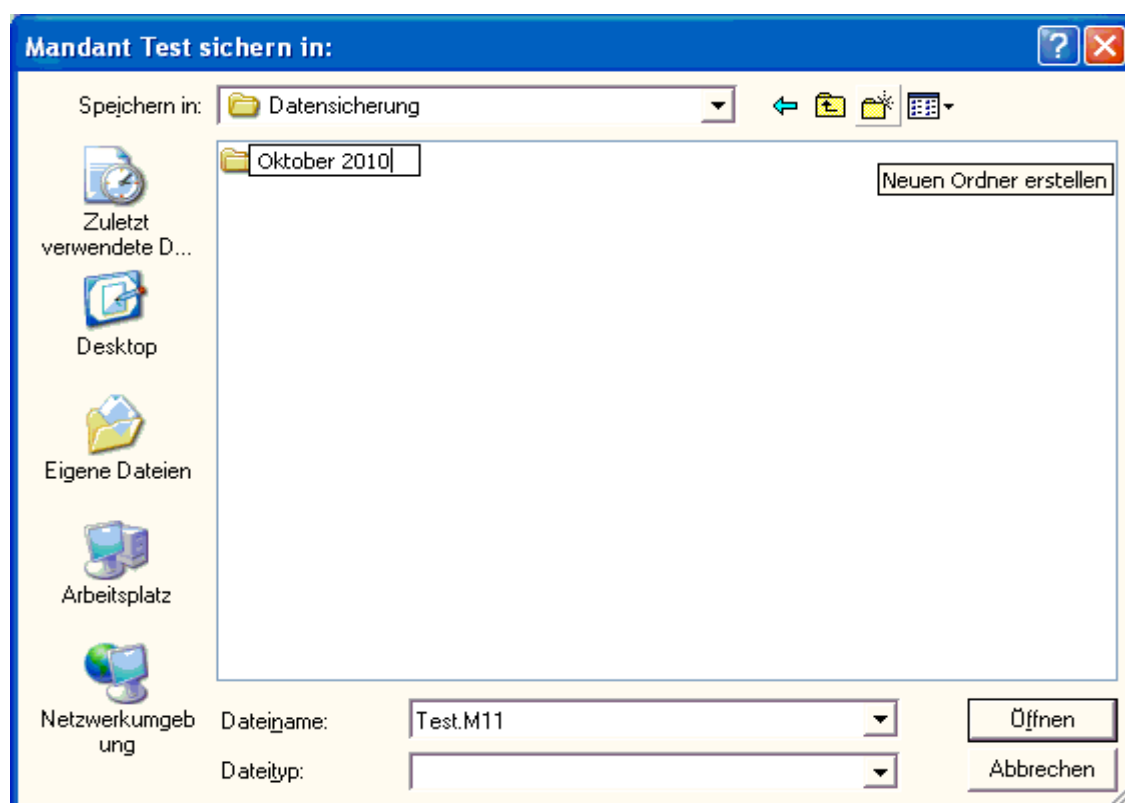 Mandant Test sichern in:
Speichern in:
Datensicherung
Oktober 2010
Neuen Ordner erstellen
Zuletzt
verwendete D...
Desktop
Eigene Dateien
Arbeitsplatz
Netzwerkumgeb
ung
Dateiname:
Test.M11
Öffnen
Dateityp:
Abbrechen